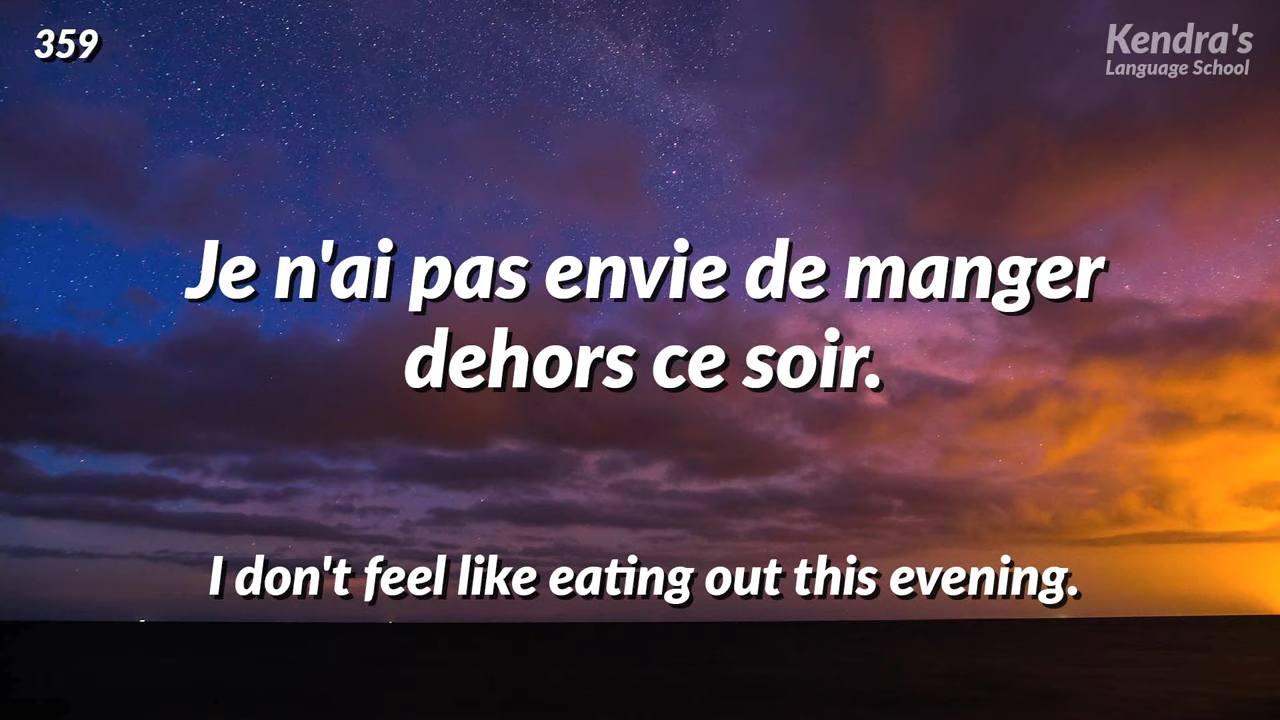 359
Kendra's
Language School
Je n'ai pas envie de manger
dehors ce soir.
I don't feel like eating out this evening.